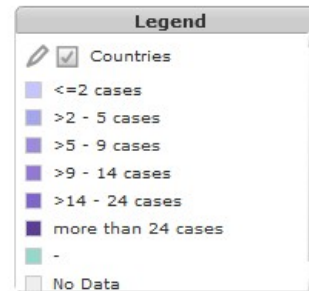 Legend
Countries
<=2 cases
>2 - 5 cases
>5 - 9 cases
>9 - 14 cases
>14 - 24 cases
more than 24 cases
-
No Data